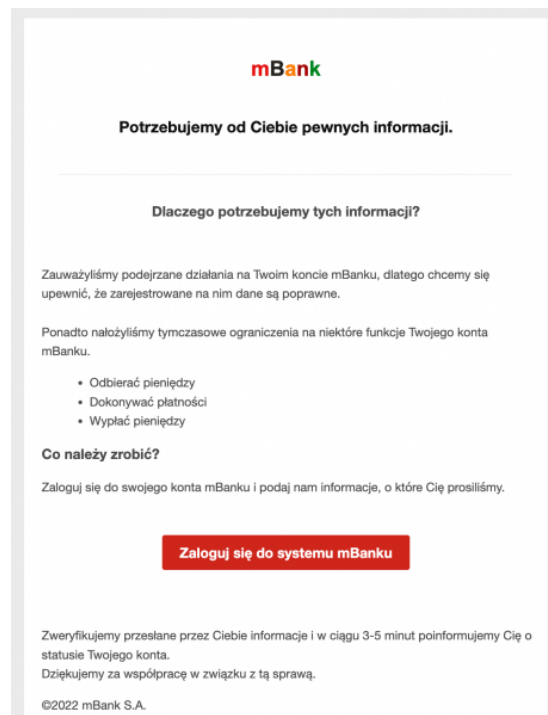 mBank
Potrzebujemy od Ciebie pewnych informacji.
Dlaczego potrzebujemy tych informacji?
Zauważyliśmy podejrzane działania na Twoim koncie mBanku, dlatego chcemy się
upewnić, że zarejestrowane na nim dane są poprawne.
Ponadto nałożyliśmy tymczasowe ograniczenia na niektóre funkcje Twojego konta
mBanku.
• Odbierać pieniędzy
• Dokonywać płatności
• Wypłać pieniędzy
Co należy zrobić?
Zaloguj się do swojego konta mBanku i podaj nam informacje, o które Cię prosiliśmy.
Zaloguj się do systemu mBanku
Zweryfikujemy przesłane przez Ciebie informacje i w ciągu 3-5 minut poinformujemy Cię o
statusie Twojego konta.
Dziękujemy za współpracę w związku z tą sprawą.
©2022 mBank S.A.